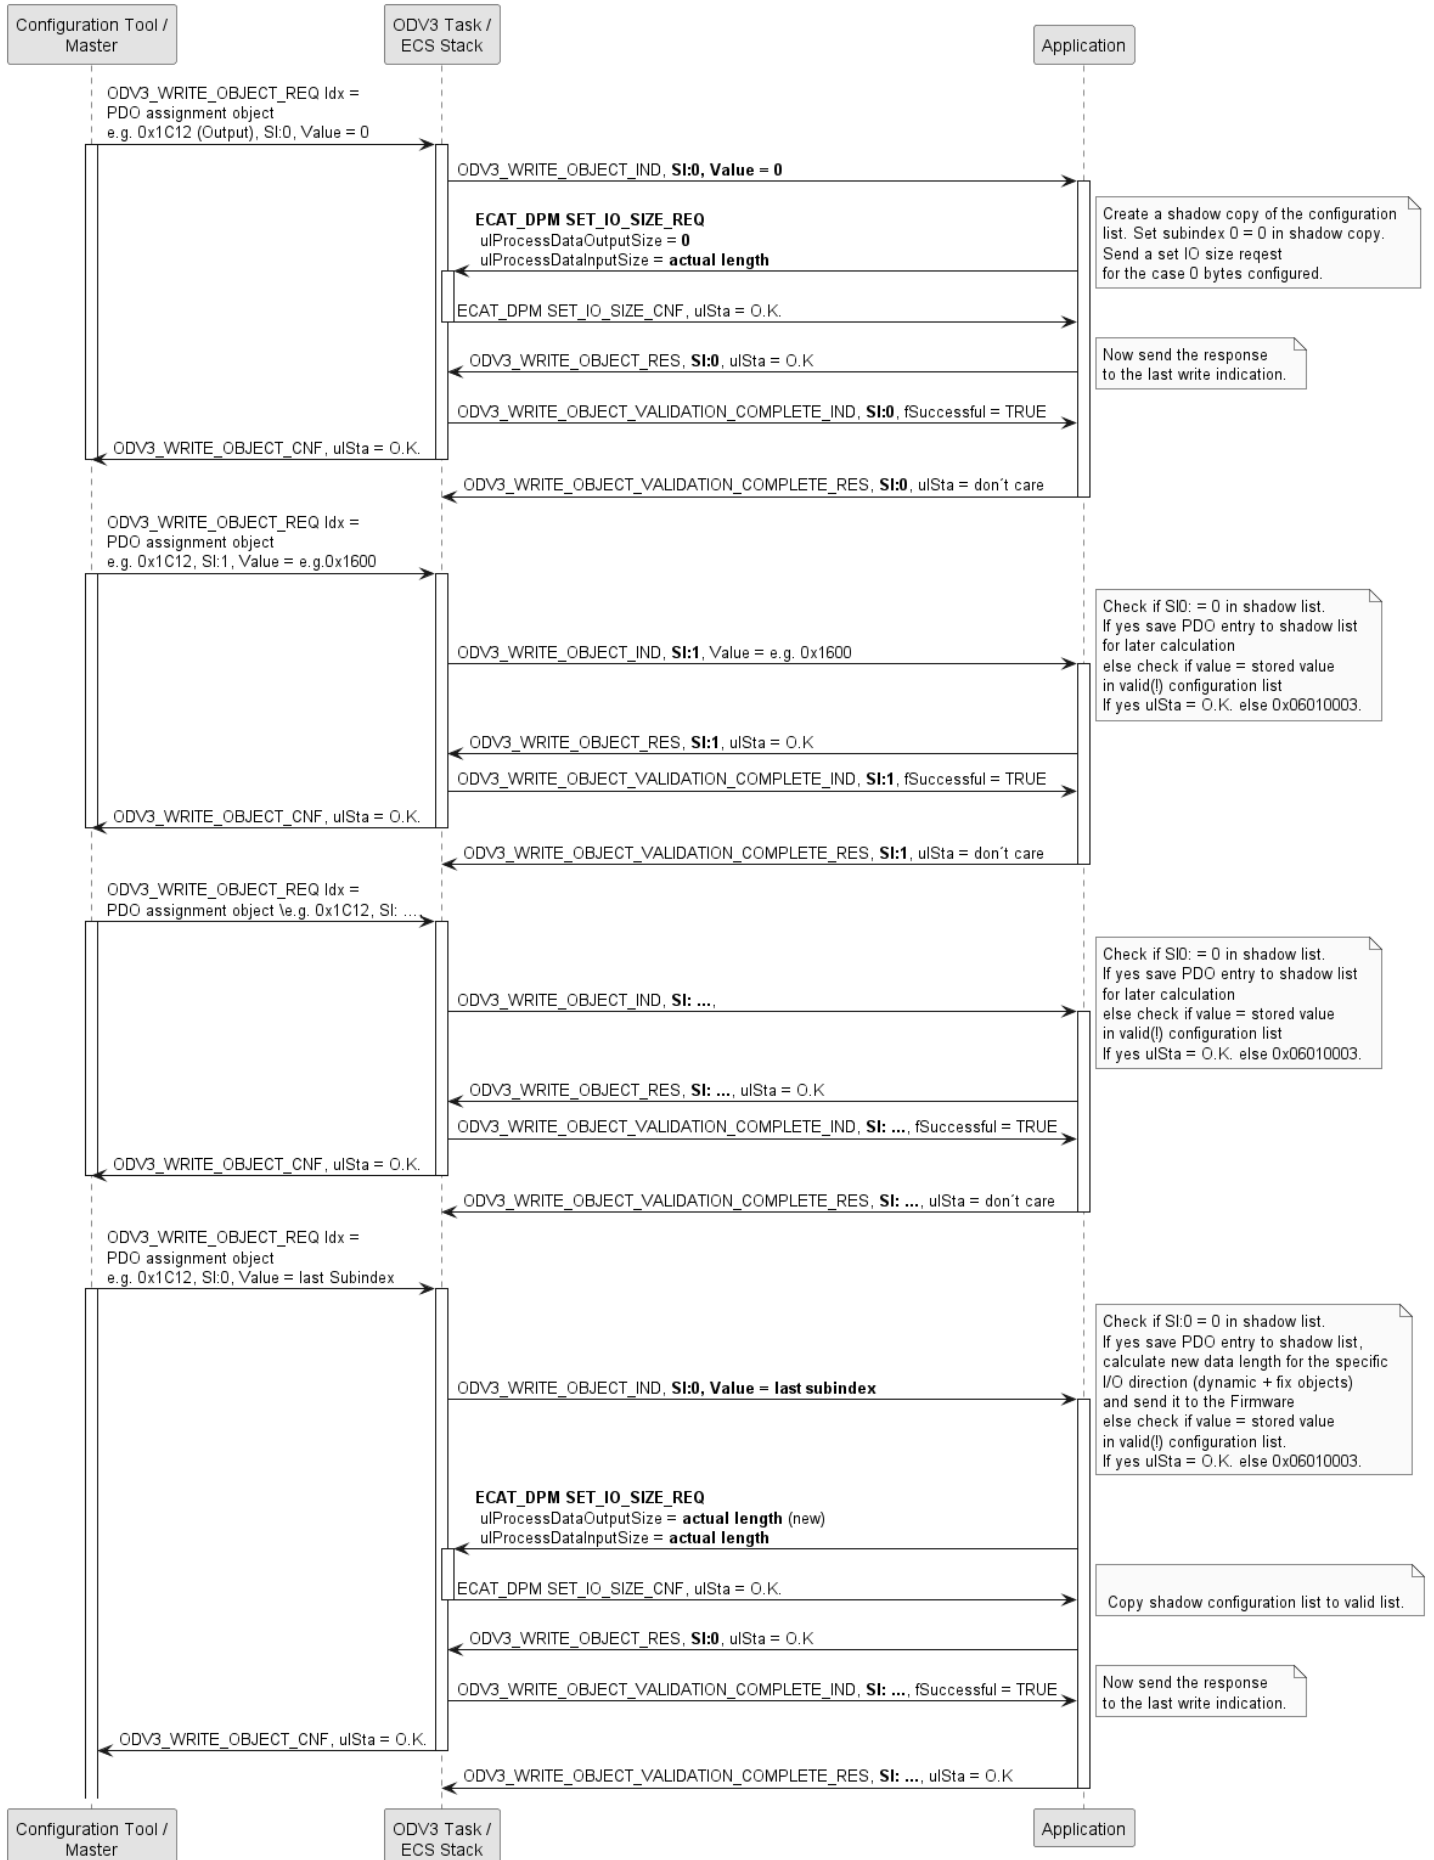 Configuration Tool /
Master
ODV3 Task /
ECS Stack
Application
ODV3_WRITE_OBJECT_REQ Idx =
PDO assignment object
e.g. 0x1C12 (Output), SI:0, Value = 0
ODV3_WRITE_OBJECT_IND, SI:0, Value = 0
Create a shadow copy of the configuration
list. Set subindex 0 = 0 in shadow copy.
Send a set IO size reqest
for the case 0 bytes configured.
ECAT_DPM SET_IO_SIZE_REQ
ulProcessDataOutputSize = 0
ulProcessDataInputSize = actual length
ECAT_DPM SET_IO_SIZE_CNF, ulSta = O.K.
Now send the response
to the last write indication.
ODV3_WRITE_OBJECT_RES, SI:0, ulSta = O.K
ODV3_WRITE_OBJECT_VALIDATION_COMPLETE_IND, SI:0, fSuccessful = TRUE
ODV3_WRITE_OBJECT_CNF, ulSta = O.K.
ODV3_WRITE_OBJECT_VALIDATION_COMPLETE_RES, SI:0, ulSta = don´t care
ODV3_WRITE_OBJECT_REQ Idx =
PDO assignment object
e.g. 0x1C12, SI:1, Value = e.g.0x1600
Check if SI0: = 0 in shadow list.
If yes save PDO entry to shadow list
for later calculation
else check if value = stored value
in valid(!) configuration list
If yes ulSta = O.K. else 0x06010003.
ODV3_WRITE_OBJECT_IND, SI:1, Value = e.g. 0x1600
ODV3_WRITE_OBJECT_RES, SI:1, ulSta = O.K
ODV3_WRITE_OBJECT_VALIDATION_COMPLETE_IND, SI:1, fSuccessful = TRUE
ODV3_WRITE_OBJECT_CNF, ulSta = O.K.
ODV3_WRITE_OBJECT_VALIDATION_COMPLETE_RES, SI:1, ulSta = don´t care
ODV3_WRITE_OBJECT_REQ Idx =
PDO assignment object \e.g. 0x1C12, SI: ...,
Check if SI0: = 0 in shadow list.
If yes save PDO entry to shadow list
for later calculation
else check if value = stored value
in valid(!) configuration list
If yes ulSta = O.K. else 0x06010003.
ODV3_WRITE_OBJECT_IND, SI: ...,
ODV3_WRITE_OBJECT_RES, SI: ..., ulSta = O.K
ODV3_WRITE_OBJECT_VALIDATION_COMPLETE_IND, SI: ..., fSuccessful = TRUE
ODV3_WRITE_OBJECT_CNF, ulSta = O.K.
ODV3_WRITE_OBJECT_VALIDATION_COMPLETE_RES, SI: ..., ulSta = don´t care
ODV3_WRITE_OBJECT_REQ Idx =
PDO assignment object
e.g. 0x1C12, SI:0, Value = last Subindex
Check if SI:0 = 0 in shadow list.
If yes save PDO entry to shadow list,
calculate new data length for the specific
I/O direction (dynamic + fix objects)
and send it to the Firmware
else check if value = stored value
in valid(!) configuration list.
If yes ulSta = O.K. else 0x06010003.
ODV3_WRITE_OBJECT_IND, SI:0, Value = last subindex
ECAT_DPM SET_IO_SIZE_REQ
ulProcessDataOutputSize = actual length (new)
ulProcessDataInputSize = actual length
ECAT_DPM SET_IO_SIZE_CNF, ulSta = O.K.
Copy shadow configuration list to valid list.
ODV3_WRITE_OBJECT_RES, SI:0, ulSta = O.K
Now send the response
to the last write indication.
ODV3_WRITE_OBJECT_VALIDATION_COMPLETE_IND, SI: ..., fSuccessful = TRUE
ODV3_WRITE_OBJECT_CNF, ulSta = O.K.
ODV3_WRITE_OBJECT_VALIDATION_COMPLETE_RES, SI: ..., ulSta = O.K
Configuration Tool /
Master
ODV3 Task /
ECS Stack
Application